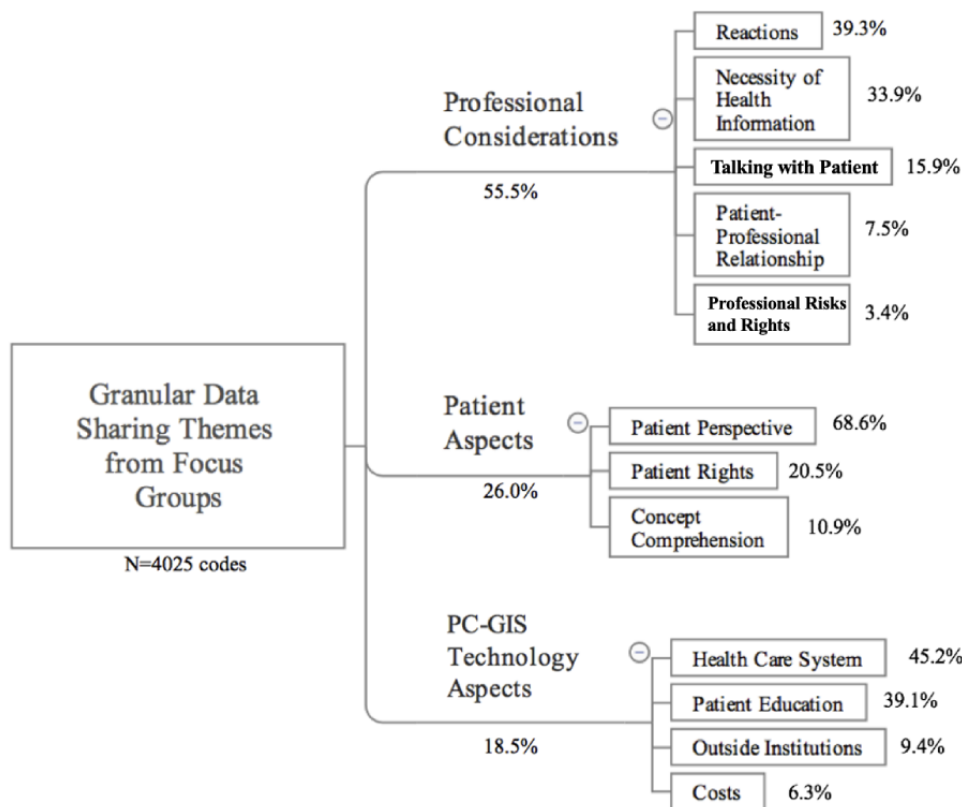 Reactions 39.3%
Necessity of
Health
Information
33.9%
Professional
Considerations
55.5%
Talking with Patient 15.9%
Patient-
Professional
Relationship
7.5%
Professional Risks
and Rights
3.4%
Granular Data
Sharing Themes
from Focus
Groups
N=4025 codes
Patient
Aspects
26.0%
Patient Perspective 68.6%
Patient Rights 20.5%
Concept
Comprehension
10.9%
PC-GIS
Technology
Aspects
18.5%
Health Care System 45.2%
Patient Education 39.1%
Outside Institutions 9.4%
Costs 6.3%